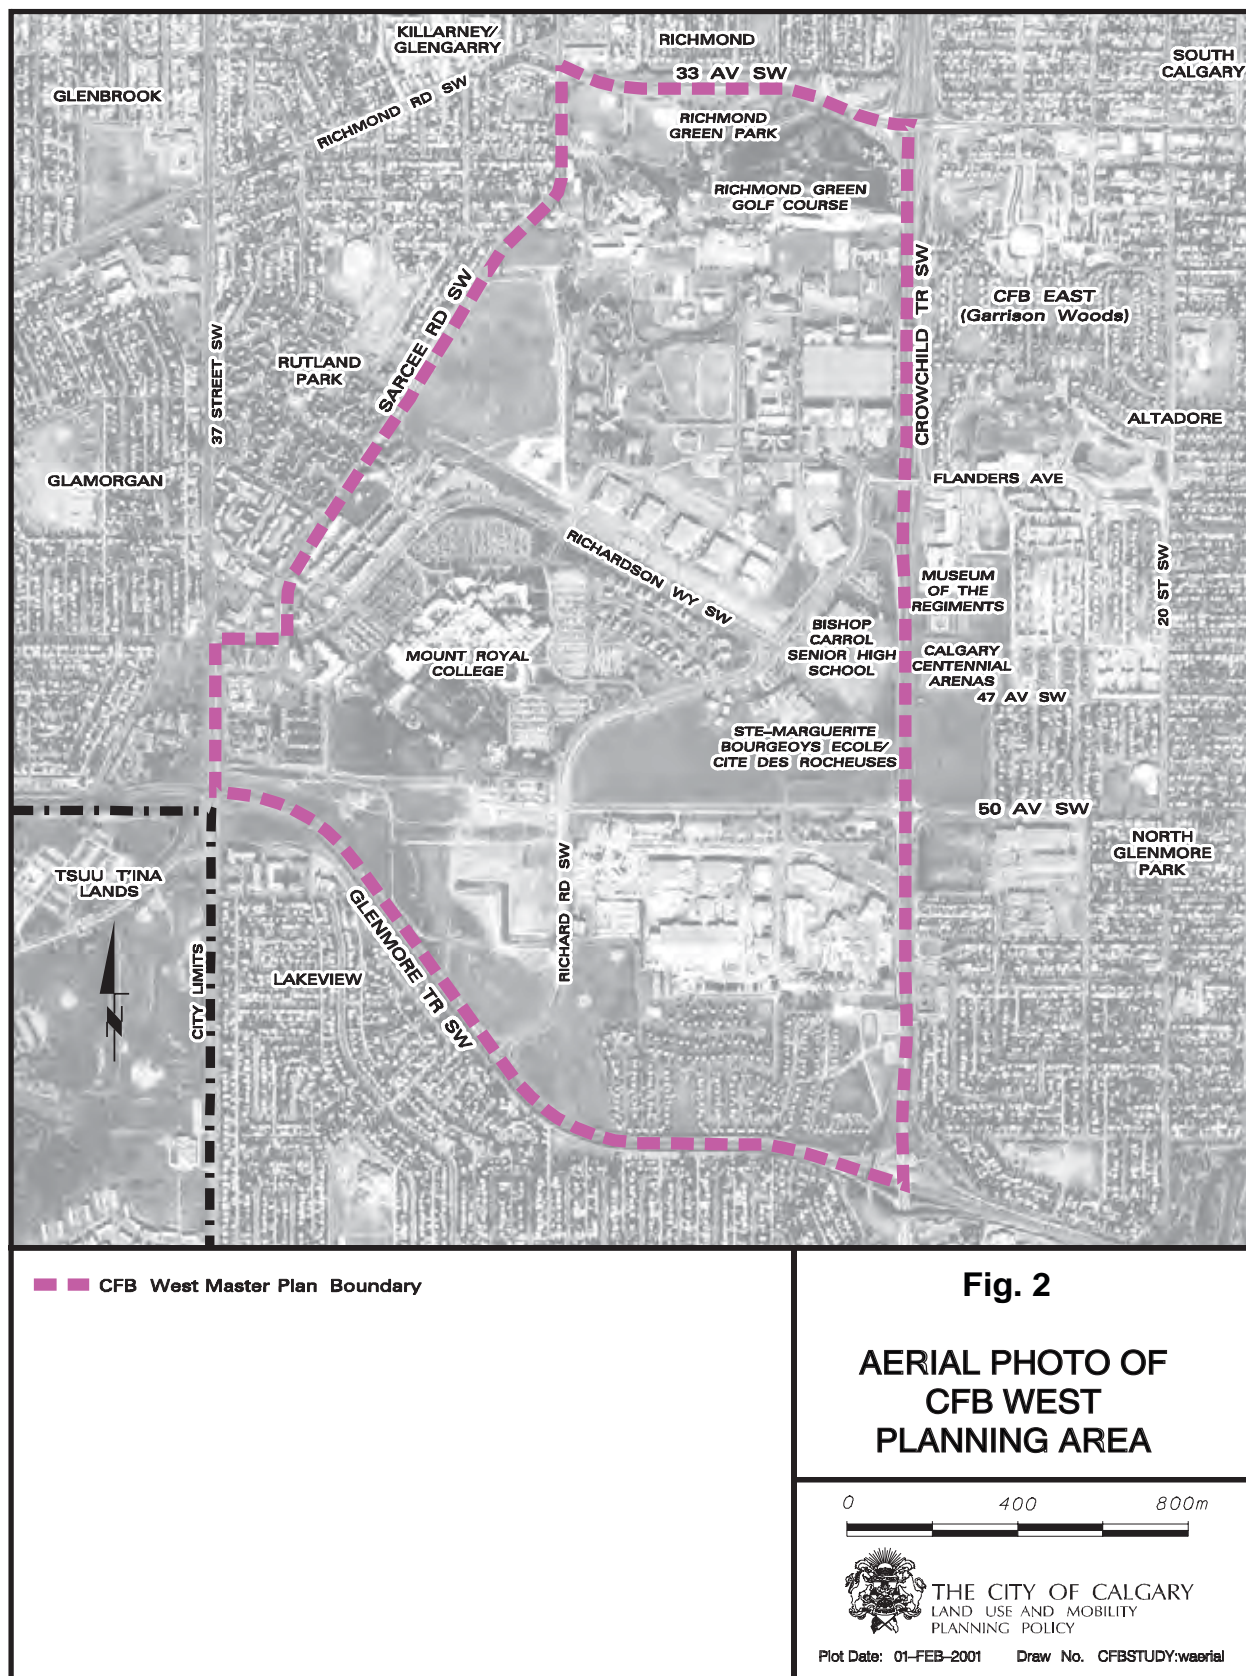 KILLARNEY/
GLENGARRY
RICHMOND
SOUTH
CALGARY
33 AV SW
GLENBROOK
RICHMOND RD SW
RICHMOND
GREEN PARK
RICHMOND GREEN
GOLF COURSE
CROWCHILD TR SW
CFB EAST
(Garrison Woods)
SARCEE RD SW
37 STREET SW
RUTLAND
PARK
ALTADORE
GLAMORGAN
FLANDERS AVE
RICHARDSON WY SW
MUSEUM
OF THE
REGIMENTS
20 ST SW
BISHOP
CARROL
SENIOR HIGH
SCHOOL
MOUNT ROYAL
COLLEGE
CALGARY
CENTENNIAL
ARENAS
47 AV SW
STE-MARGUERITE
BOURGEOYS ECOLE/
CITE DES ROCHEUSES
50 AV SW
NORTH
GLENMORE
PARK
TSUU T'INA
LANDS
RICHARD RD SW
GLENMORE TR SW
CITY LIMITS
LAKEVIEW
N
CFB West Master Plan Boundary
Fig. 2
AERIAL PHOTO OF
CFB WEST
PLANNING AREA
0 400 800m
THE CITY OF CALGARY
LAND USE AND MOBILITY
PLANNING POLICY
Plot Date: 01-FEB-2001 Draw No. CFBSTUDY:waerial